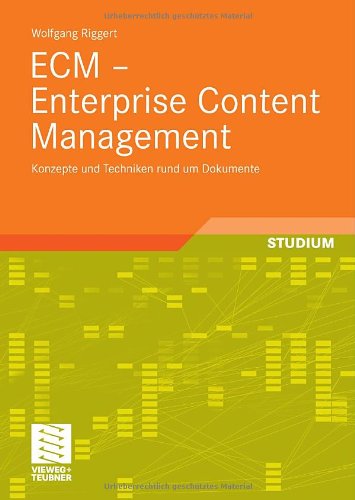 Urheberrechtlich geschütztes Material
Wolfgang Riggert
ECM –
Enterprise Content
Management
Konzepte und Techniken rund um Dokumente
STUDIUM
VIEWEG+
TEUBNER
Urheberrechtlich geschütztes Material